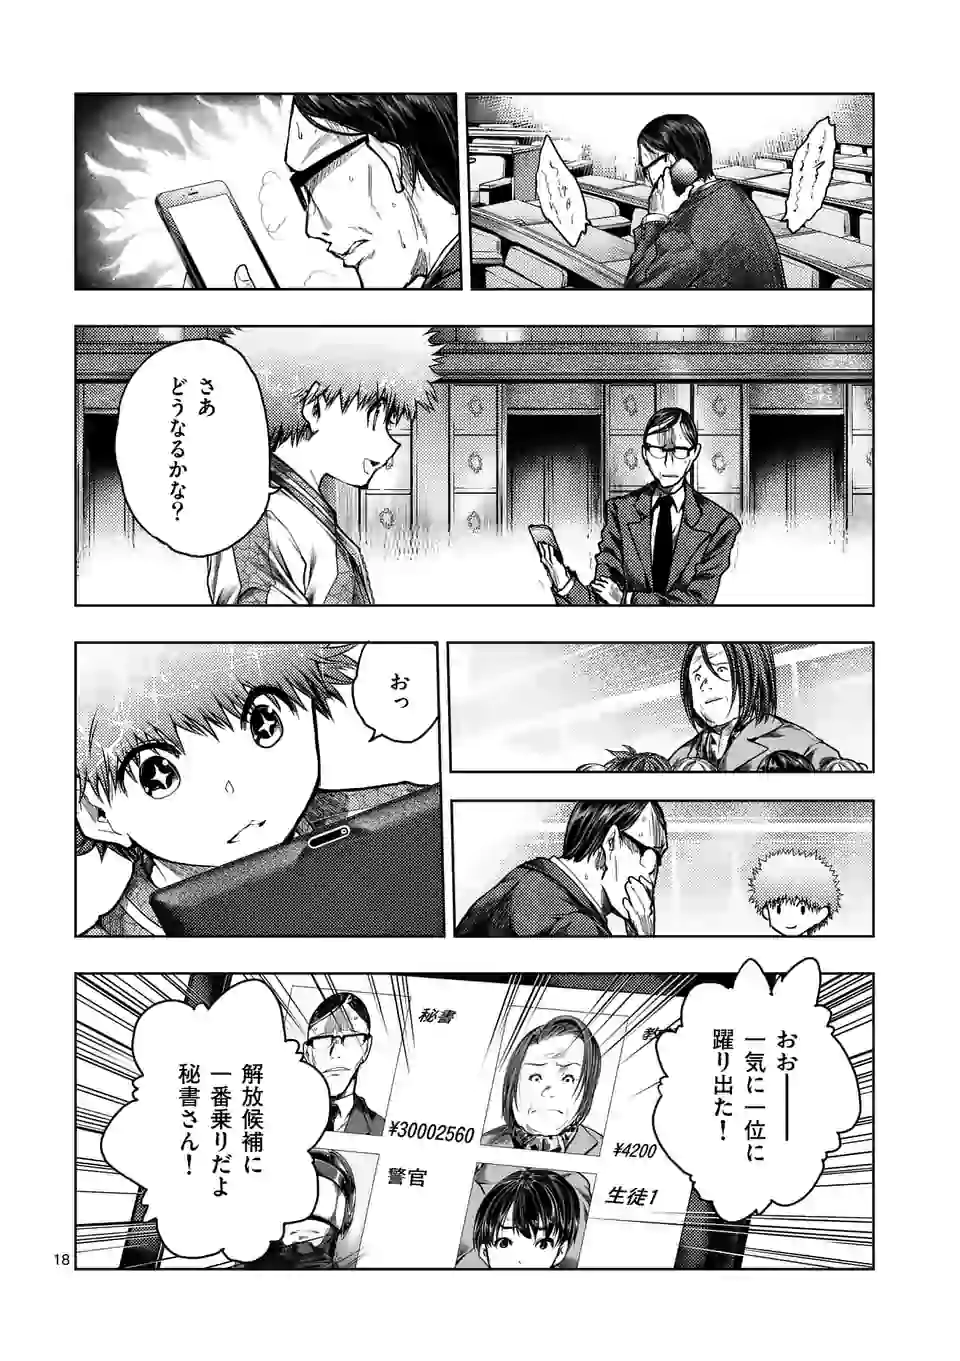 さあ
どうなるかな？
おっ
おお――
一気に一位に
躍り出た！
秘書
¥30002560
教
¥4200
警官
生徒1
解放候補に
一番乗りだよ
秘書さん！
18